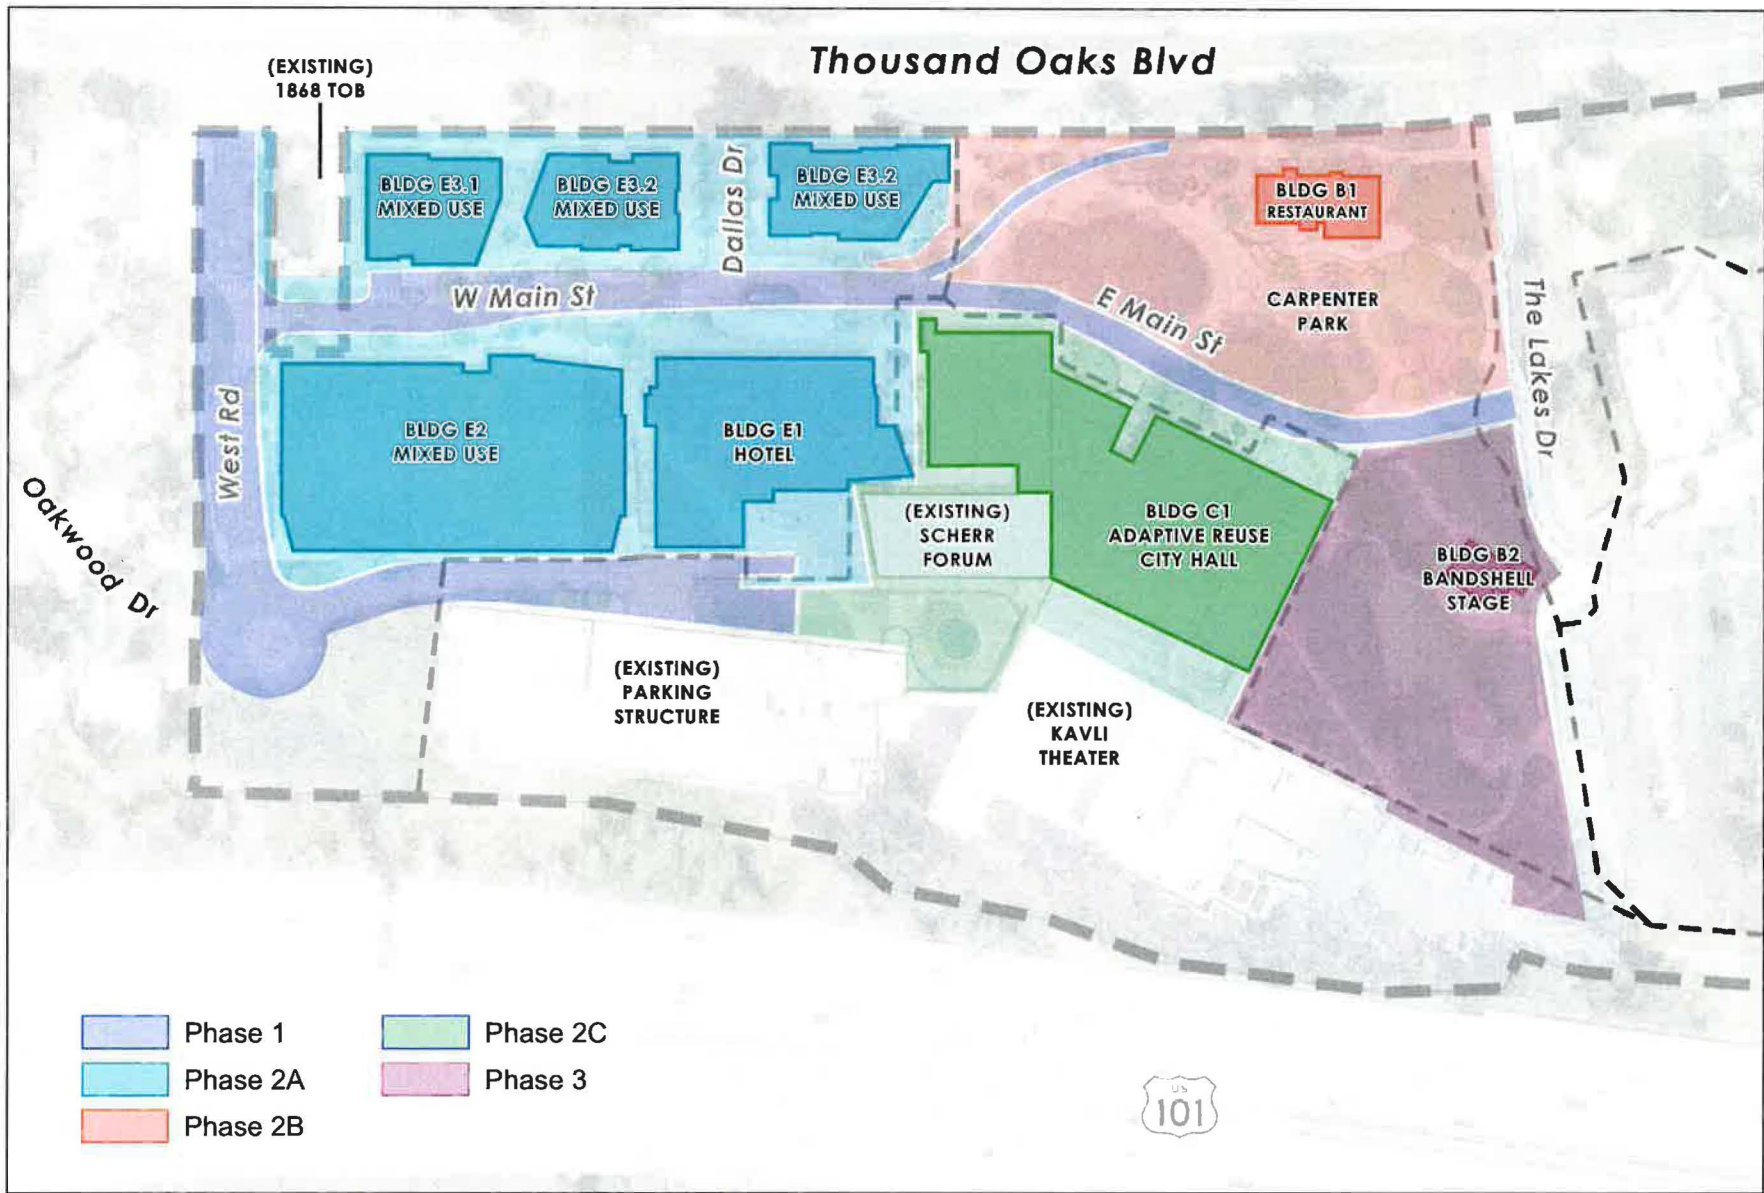 Thousand Oaks Blvd
(EXISTING)
1868 TOB
BLDG E3.1
MIXED USE
BLDG E3.2
MIXED USE
Dallas Dr
BLDG E3.2
MIXED USE
BLDG B1
RESTAURANT
W Main St
E Main St
CARPENTER
PARK
The Lakes Dr
West Rd
Oakwood Dr
BLDG E2
MIXED USE
BLDG E1
HOTEL
(EXISTING)
SCHERR
FORUM
BLDG C1
ADAPTIVE REUSE
CITY HALL
BLDG B2
BANDSHELL
STAGE
(EXISTING)
PARKING
STRUCTURE
(EXISTING)
KAVLI
THEATER
Phase 1
Phase 2A
Phase 2B
Phase 2C
Phase 3
US
101